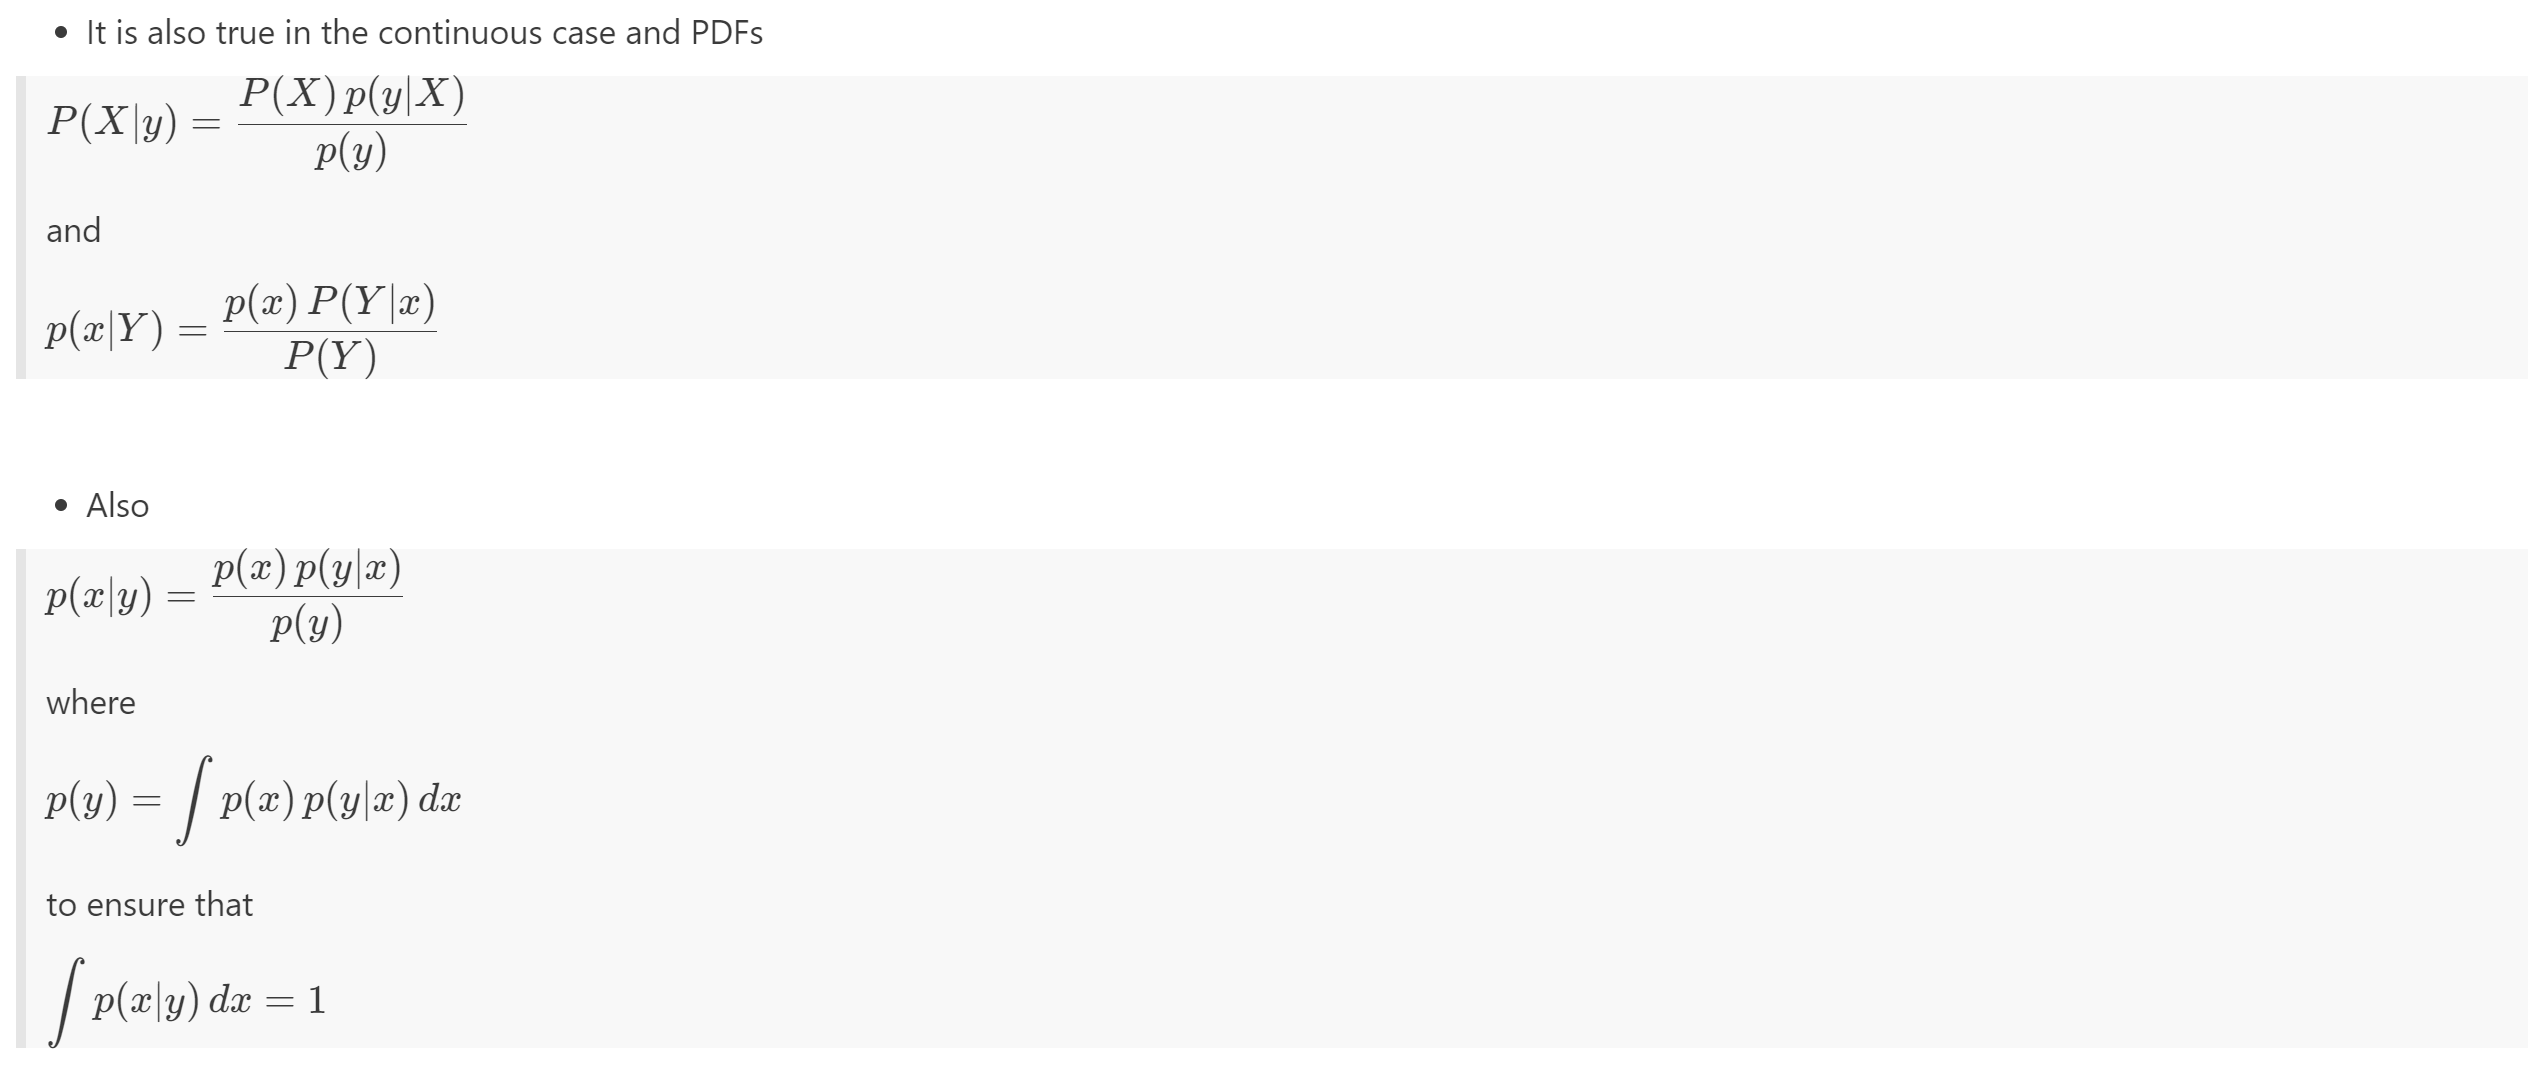 • It is also true in the continuous case and PDFs
P(X|y) = \frac{P(X) p(y|X)}{p(y)}
and
p(x|Y) = \frac{p(x) P(Y|x)}{P(Y)}
• Also
p(x|y) = \frac{p(x) p(y|x)}{p(y)}
where
p(y) = \int p(x) p(y|x) dx
to ensure that
\int p(x|y) dx = 1